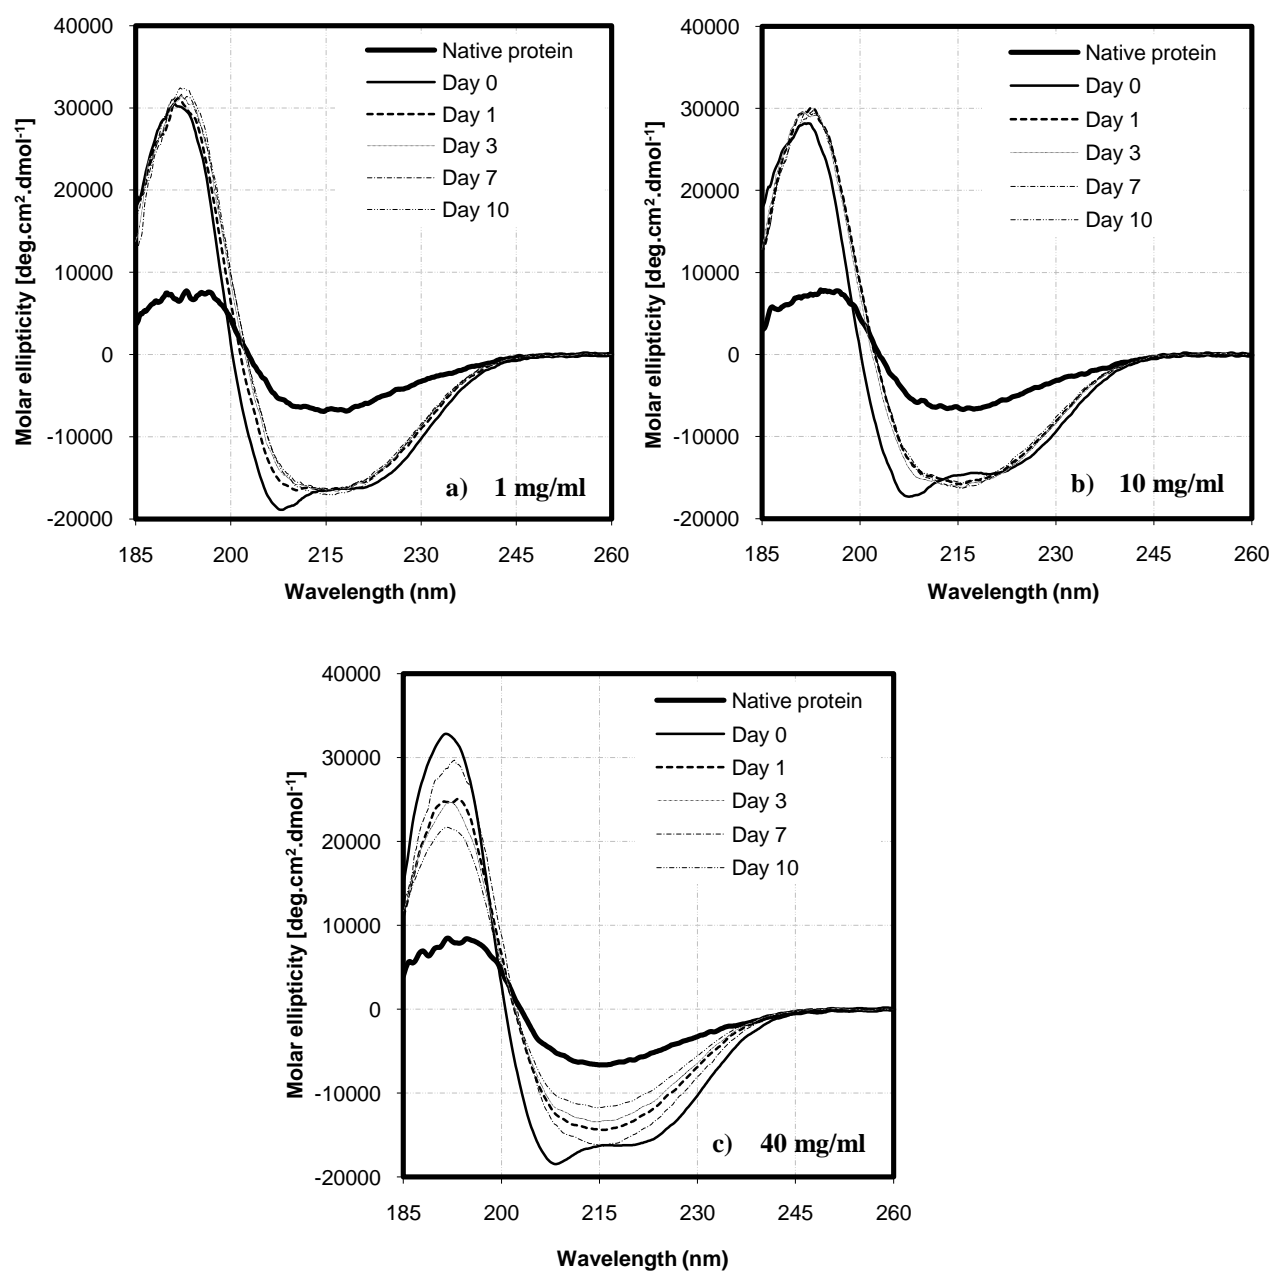 Molar ellipticity [deg.cm².dmol⁻¹]
40000
30000
20000
10000
0
-10000
-20000
Native protein
Day 0
Day 1
Day 3
Day 7
Day 10
a) 1 mg/ml
185 200 215 230 245 260
Wavelength (nm)
Molar ellipticity [deg.cm².dmol⁻¹]
40000
30000
20000
10000
0
-10000
-20000
Native protein
Day 0
Day 1
Day 3
Day 7
Day 10
b) 10 mg/ml
185 200 215 230 245 260
Wavelength (nm)
Molar ellipticity [deg.cm².dmol⁻¹]
40000
30000
20000
10000
0
-10000
-20000
Native protein
Day 0
Day 1
Day 3
Day 7
Day 10
c) 40 mg/ml
185 200 215 230 245 260
Wavelength (nm)